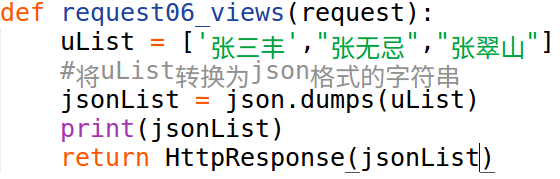 def request06_views(request):
    uList = ['张三丰',"张无忌","张翠山"]
    #将uList转换为json格式的字符串
    jsonList = json.dumps(uList)
    print(jsonList)
    return HttpResponse(jsonList)